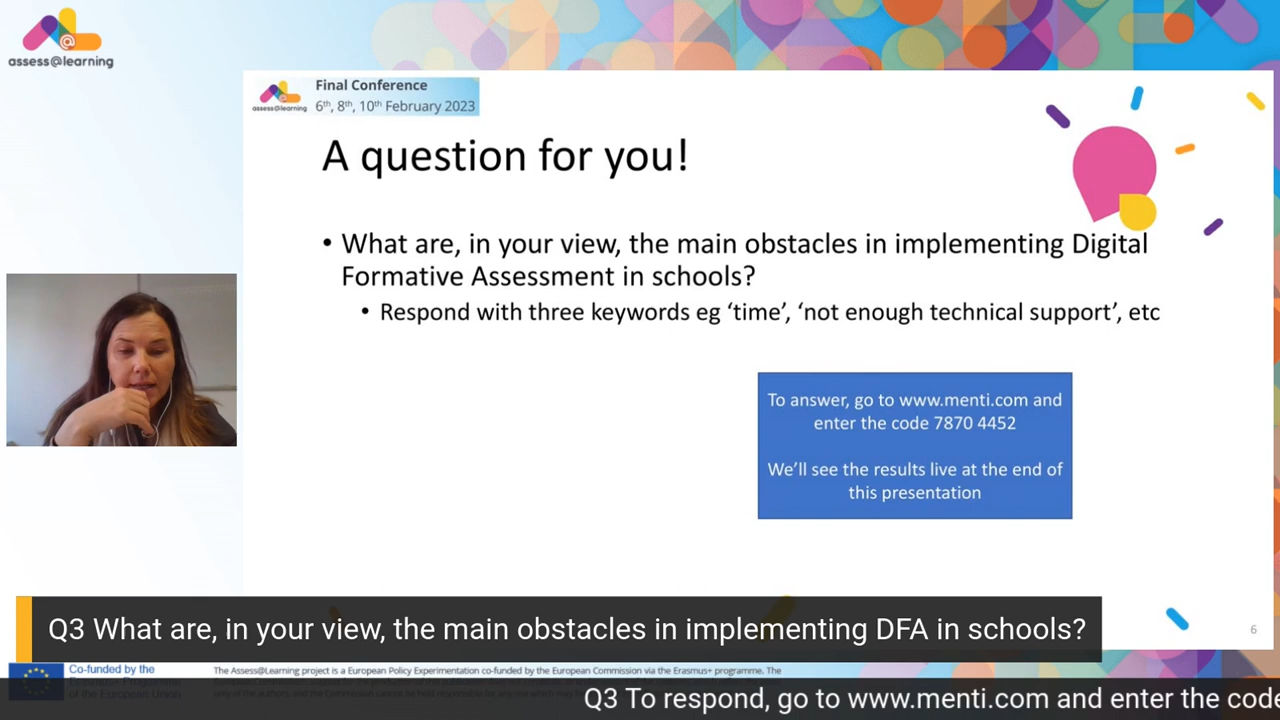 assess@learning
assess@learning
Final Conference
6th, 8th, 10th February 2023
A question for you!
• What are, in your view, the main obstacles in implementing Digital
Formative Assessment in schools?
• Respond with three keywords eg ‘time’, ‘not enough technical support’, etc
To answer, go to www.menti.com and
enter the code 7870 4452
We’ll see the results live at the end of
this presentation
Q3 What are, in your view, the main obstacles in implementing DFA in schools?
6
Co-funded by the
of the European Union
The Assess@Learning project is a European Policy Experimentation co-funded by the European Commission via the Erasmus+ programme. The
Q3 To respond, go to www.menti.com and enter the code